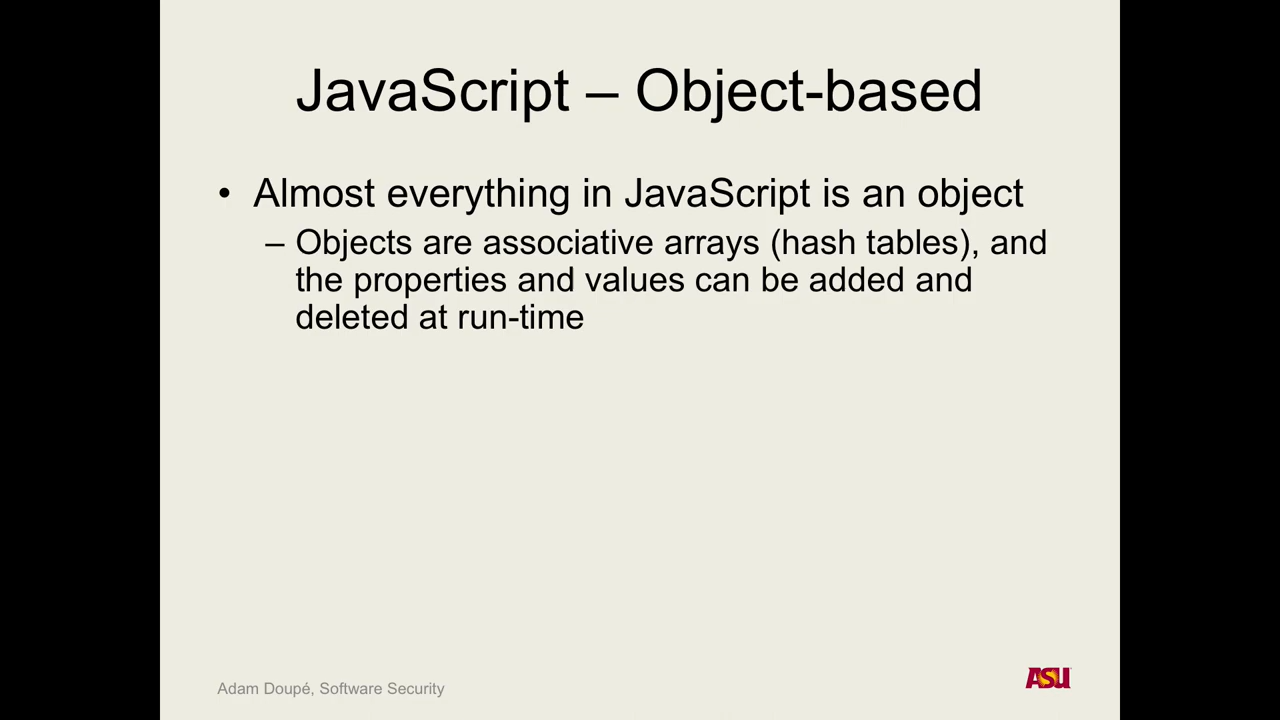 JavaScript – Object-based
• Almost everything in JavaScript is an object
– Objects are associative arrays (hash tables), and
the properties and values can be added and
deleted at run-time
Adam Doupé, Software Security
ASU